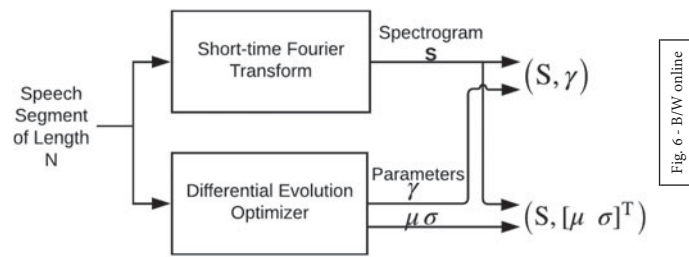 Short-time Fourier
Transform
Spectrogram
S
(S, γ)
Speech
Segment
of Length
N
Differential Evolution
Optimizer
Parameters
γ
μ σ
(S, [μ σ]ᵀ)
Fig. 6 - B/W online